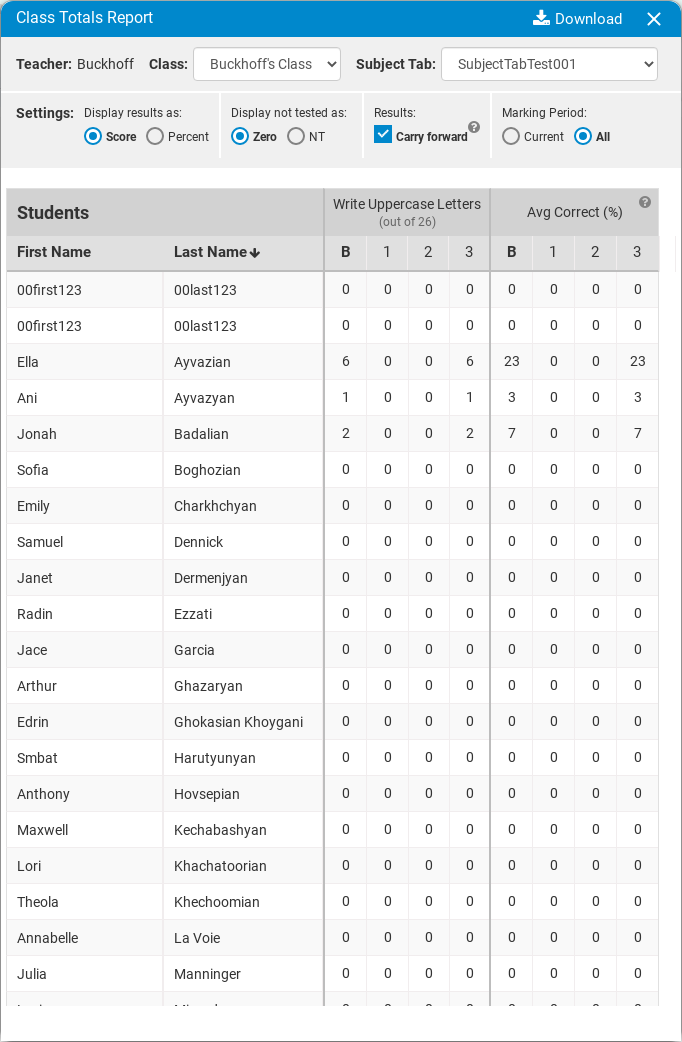 Class Totals Report Download
Teacher: Buckhoff Class: Buckhoff's Class Subject Tab: SubjectTabTest001
Settings: Display results as: Display not tested as: Results: Marking Period:
Score Percent Zero NT Carry forward ? Current All
Students Write Uppercase Letters (out of 26) Avg Correct (%) ?
First Name Last Name B 1 2 3 B 1 2 3
00first123 00last123 0 0 0 0 0 0 0 0
00first123 00last123 0 0 0 0 0 0 0 0
Ella Ayvazian 6 0 0 6 23 0 0 23
Ani Ayvazyan 1 0 0 1 3 0 0 3
Jonah Badalian 2 0 0 2 7 0 0 7
Sofia Boghozian 0 0 0 0 0 0 0 0
Emily Charkhchyan 0 0 0 0 0 0 0 0
Samuel Dennick 0 0 0 0 0 0 0 0
Janet Dermenjyan 0 0 0 0 0 0 0 0
Radin Ezzati 0 0 0 0 0 0 0 0
Jace Garcia 0 0 0 0 0 0 0 0
Arthur Ghazaryan 0 0 0 0 0 0 0 0
Edrin Ghokasian Khoygani 0 0 0 0 0 0 0 0
Smbat Harutyunyan 0 0 0 0 0 0 0 0
Anthony Hovsepian 0 0 0 0 0 0 0 0
Maxwell Kechabashyan 0 0 0 0 0 0 0 0
Lori Khachatoorian 0 0 0 0 0 0 0 0
Theola Khechoomian 0 0 0 0 0 0 0 0
Annabelle La Voie 0 0 0 0 0 0 0 0
Julia Manninger 0 0 0 0 0 0 0 0